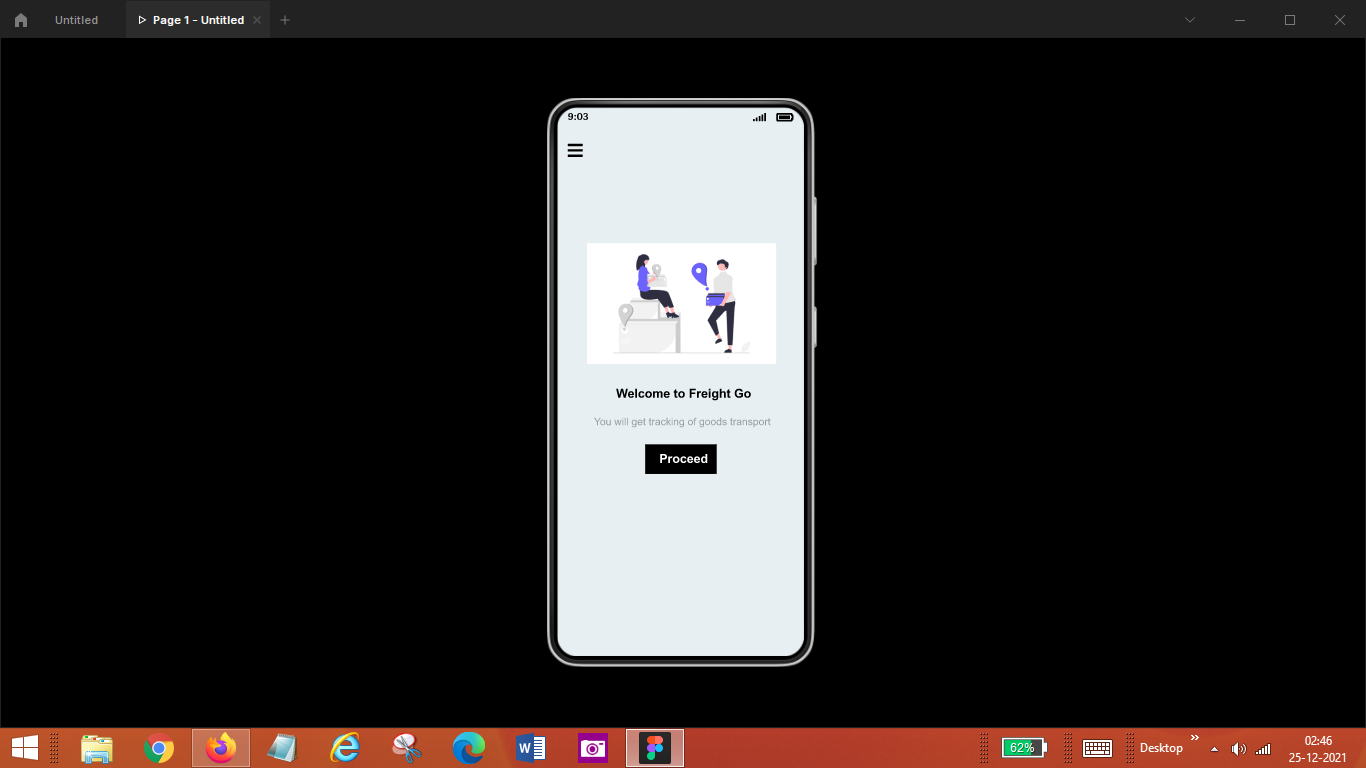 Untitled
Page 1 - Untitled
9:03
Welcome to Freight Go
You will get tracking of goods transport
Proceed
W
62%
Desktop
02:46
25-12-2021